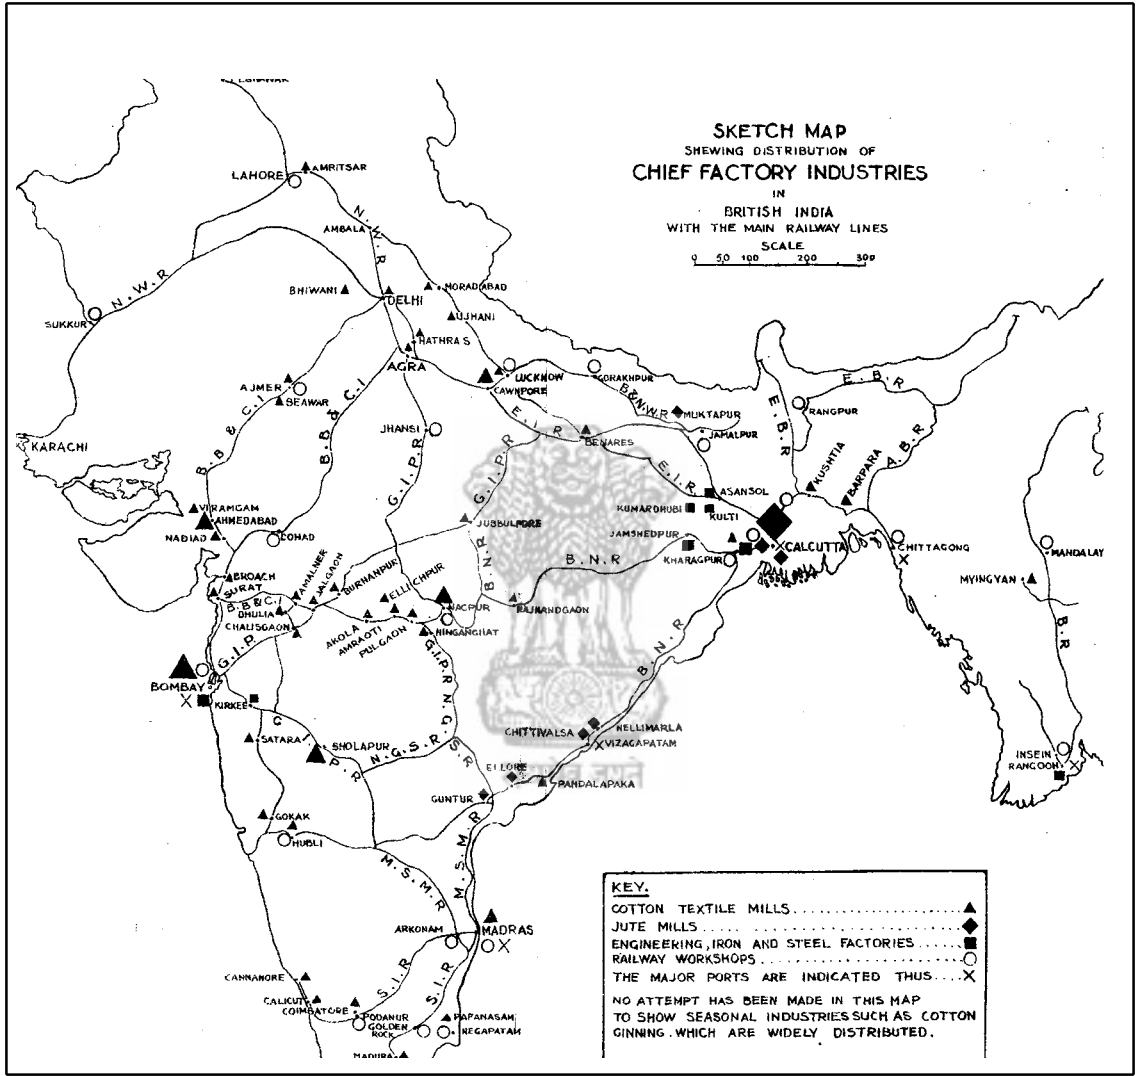 SKETCH MAP
SHEWING DISTRIBUTION OF
CHIEF FACTORY INDUSTRIES
IN
BRITISH INDIA
WITH THE MAIN RAILWAY LINES
SCALE
0 50 100 200 300
AMRITSAR
LAHORE
N.W.R
AMBALA
N.W.R
BHIWANI
DELHI
MORADABAD
UJHANI
SUKKUR
HATHRAS
AGRA
LUCKNOW
CAWNPORE
GORAKHPUR
E.B.R
AJMER
BEAWAR
B.B&C.I
B.B&C.I
B&N.W.R
MUKTAPUR
RANGPUR
E.B.R
KARACHI
JHANSI
E.I.R
BENARES
JAMALPUR
G.I.P.R
G.I.P.R
E.I.R
KUSHTIA
BARPARA
A.B.R
ASANSOL
VIRAMGAM
AHMEDABAD
NADIAD
DOHAD
JUBBULPORE
KUMARDHUBI
KULTI
JAMSHEDPUR
CALCUTTA
CHITTAGONG
MANDALAY
KHARAGPUR
B.N.R
B.N.R
BROACH
SURAT
AMALNER
JALGAON
BURHANPUR
ELLICHPUR
MYINGYAN
B.B&C.I
DHULIA
CHALISGAON
AKOLA
AMRAOTI
PULGAON
NAGPUR
HINGANGHAT
RAJNANDGAON
B.R
B.N.R
G.I.P
G.I.P.R
BOMBAY
KIRKEE
N.G.S.R
NELLIMARLA
CHITTIVALSA
VIZAGAPATAM
SATARA
G.I.P.R
SHOLAPUR
N.G.S.R
INSEIN
RANGOON
ELLORE
PANDALAPAKA
GUNTUR
GOKAK
HUBLI
M.S.M.R
M.S.M.R
ARKONAM
MADRAS
CANNANORE
S.I.R
S.I.R
CALICUT
COIMBATORE
PODANUR
GOLDEN
ROCK
PAPANASAM
NEGAPATAM
MADURA
KEY.
COTTON TEXTILE MILLS
JUTE MILLS
ENGINEERING, IRON AND STEEL FACTORIES
RAILWAY WORKSHOPS
THE MAJOR PORTS ARE INDICATED THUS
NO ATTEMPT HAS BEEN MADE IN THIS MAP
TO SHOW SEASONAL INDUSTRIES SUCH AS COTTON
GINNING. WHICH ARE WIDELY DISTRIBUTED.
सत्यमेव जयते